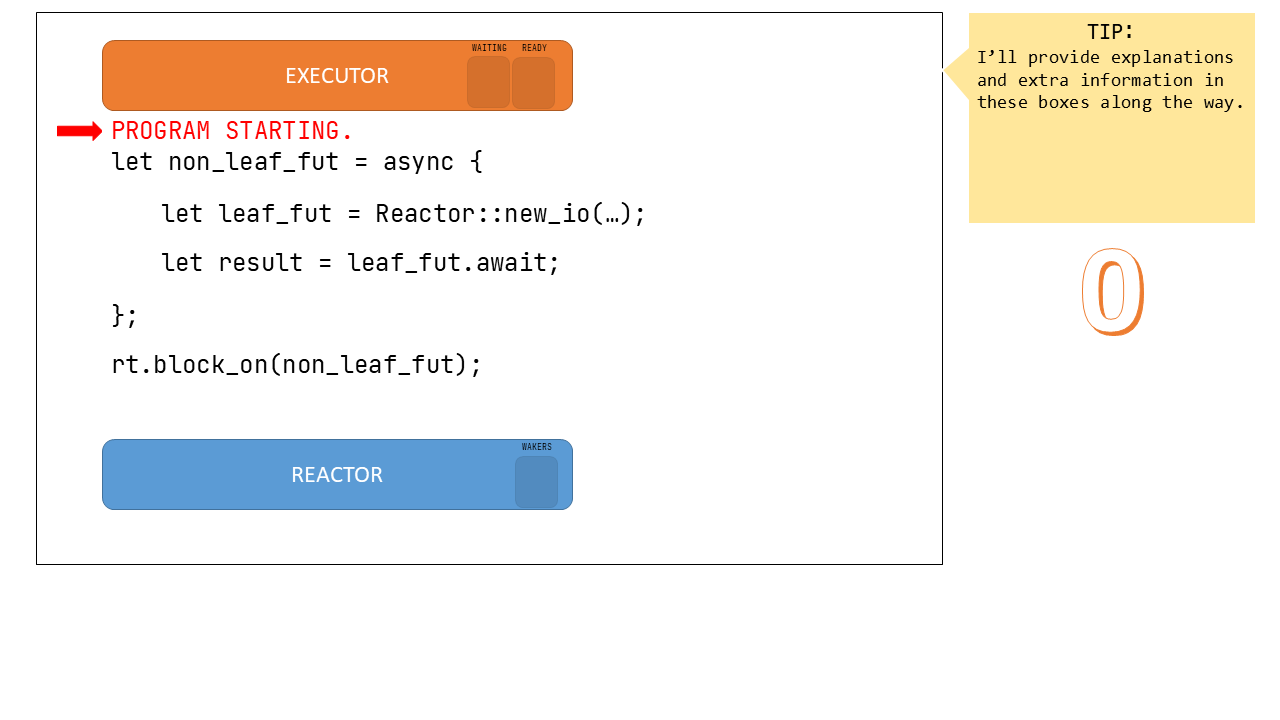 WAITING READY
EXECUTOR
PROGRAM STARTING.
let non_leaf_fut = async {
let leaf_fut = Reactor::new_io(…);
let result = leaf_fut.await;
};
rt.block_on(non_leaf_fut);
WAKERS
REACTOR
TIP:
I’ll provide explanations
and extra information in
these boxes along the way.
0